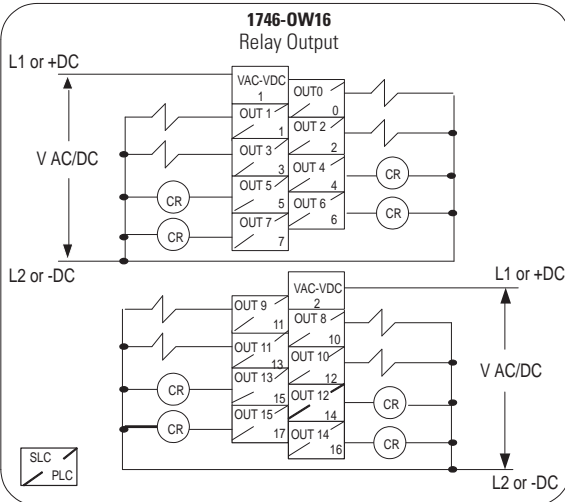 1746-OW16
Relay Output
L1 or +DC
VAC-VDC
1
OUT0
0
OUT 1
1
OUT 2
2
V AC/DC
OUT 3
3
OUT 4
4
CR
CR
OUT 5
5
OUT 6
6
CR
CR
OUT 7
7
L2 or -DC
L1 or +DC
VAC-VDC
2
OUT 9
11
OUT 8
10
OUT 11
13
OUT 10
12
V AC/DC
CR
OUT 13
15
OUT 12
14
CR
CR
OUT 15
17
OUT 14
16
CR
SLC
PLC
L2 or -DC